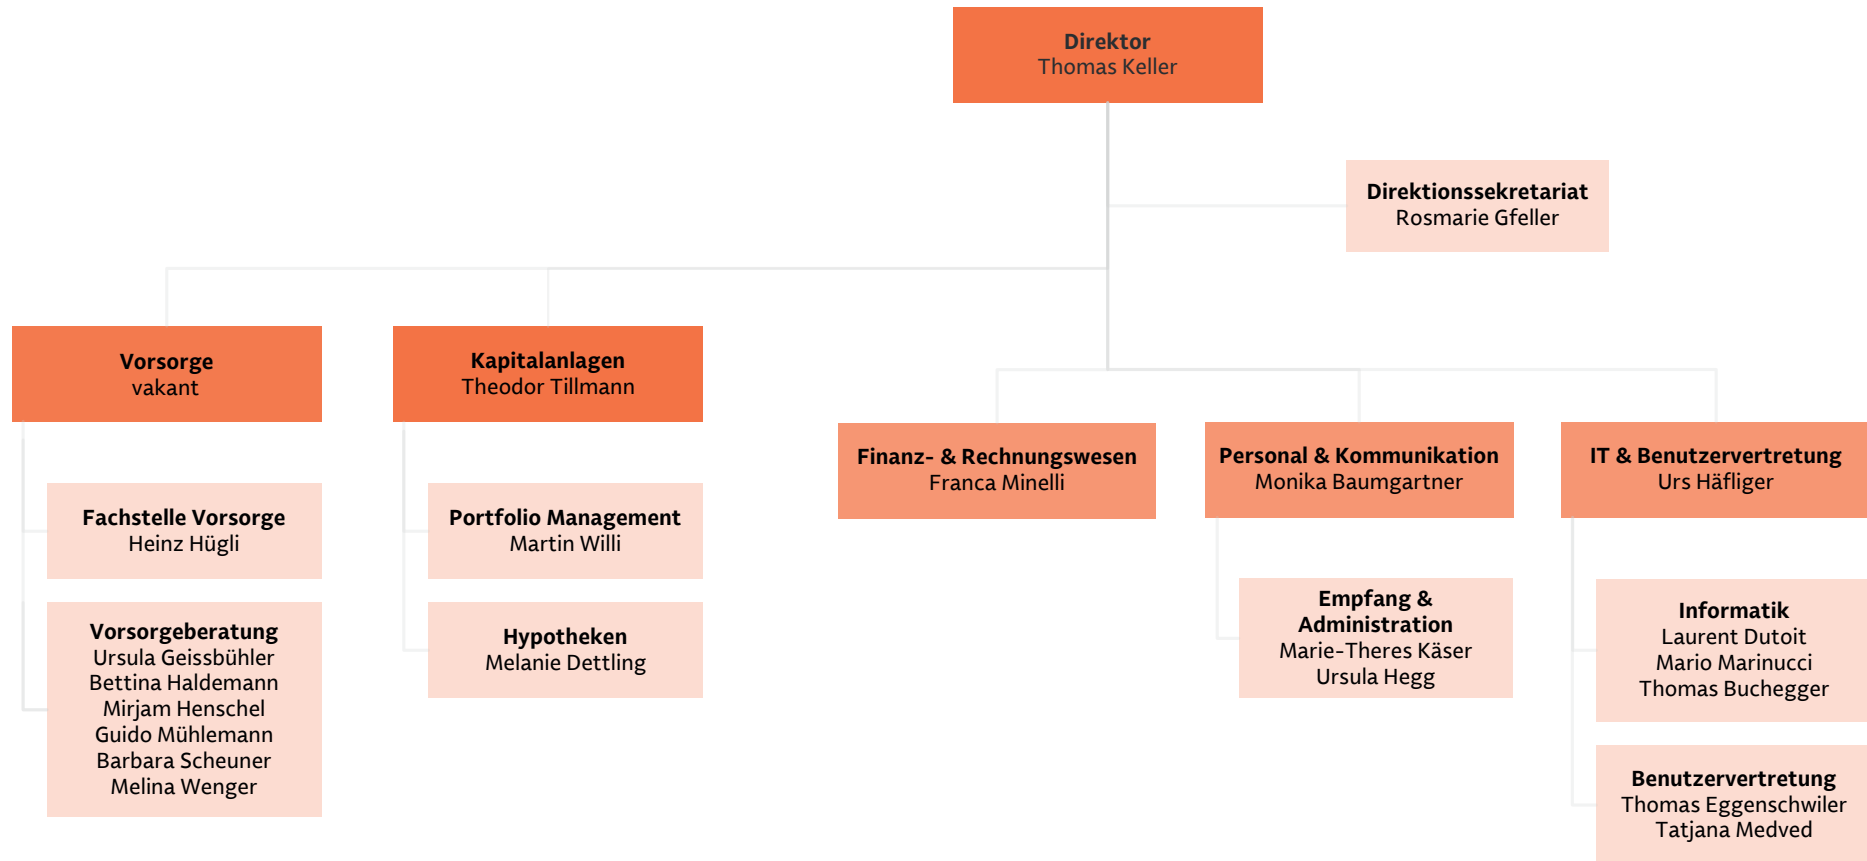 Direktor
Thomas Keller
Direktionssekretariat
Rosmarie Gfeller
Vorsorge
vakant
Kapitalanlagen
Theodor Tillmann
Finanz- & Rechnungswesen
Franca Minelli
Personal & Kommunikation
Monika Baumgartner
IT & Benutzervertretung
Urs Häfliger
Fachstelle Vorsorge
Heinz Hügli
Vorsorgeberatung
Ursula Geissbühler
Bettina Haldemann
Mirjam Henschel
Guido Mühlemann
Barbara Scheuner
Melina Wenger
Portfolio Management
Martin Willi
Hypotheken
Melanie Dettling
Empfang &
Administration
Marie-Theres Käser
Ursula Hegg
Informatik
Laurent Dutoit
Mario Marinucci
Thomas Buchegger
Benutzervertretung
Thomas Eggenschwiler
Tatjana Medved